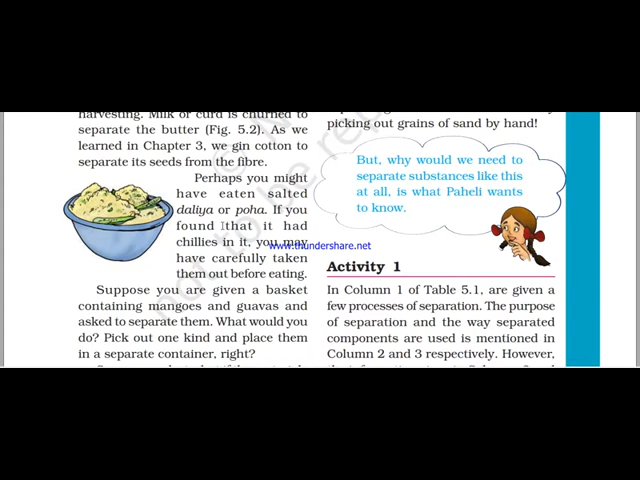 harvesting. Milk or curd is churned to
separate the butter (Fig. 5.2). As we
learned in Chapter 3, we gin cotton to
separate its seeds from the fibre.
Perhaps you might
have eaten salted
daliya or poha. If you
found that it had
chillies in it, you may
have carefully taken
them out before eating.
Suppose you are given a basket
containing mangoes and guavas and
asked to separate them. What would you
do? Pick out one kind and place them
in a separate container, right?
picking out grains of sand by hand!
But, why would we need to
separate substances like this
at all, is what Paheli wants
to know.
www.thundershare.net
Activity 1
In Column 1 of Table 5.1, are given a
few processes of separation. The purpose
of separation and the way separated
components are used is mentioned in
Column 2 and 3 respectively. However,